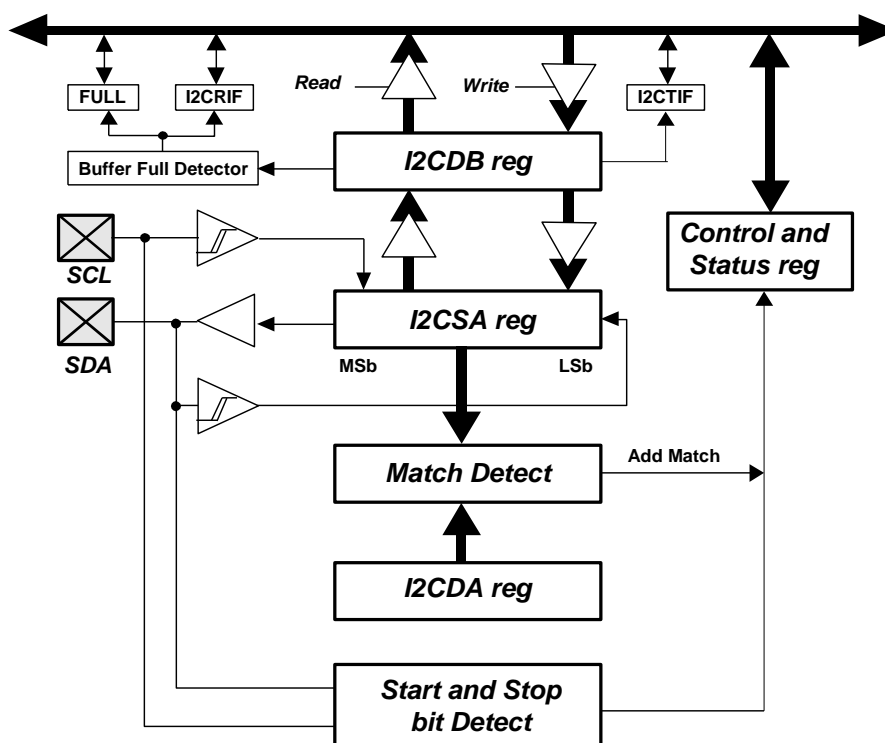 Read
Write
FULL
I2CRIF
I2CTIF
I2CDB reg
Buffer Full Detector
Control and
Status reg
SCL
I2CSA reg
SDA
MSb
LSb
Match Detect
Add Match
I2CDA reg
Start and Stop
bit Detect